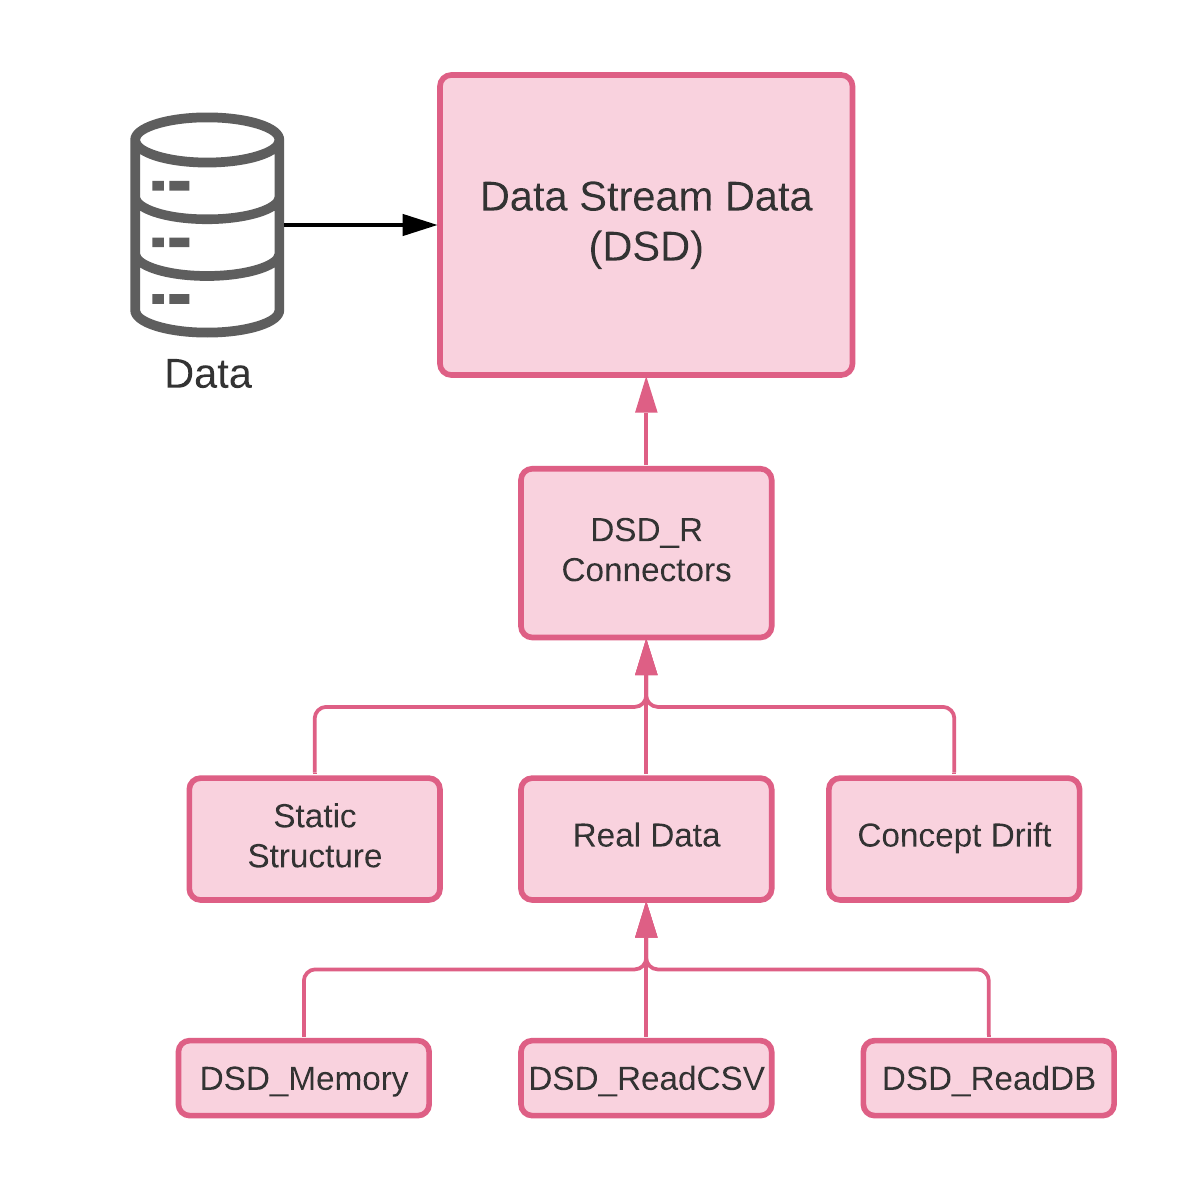 Data Stream Data
(DSD)
Data
DSD_R
Connectors
Static
Structure
Real Data
Concept Drift
DSD_Memory
DSD_ReadCSV
DSD_ReadDB